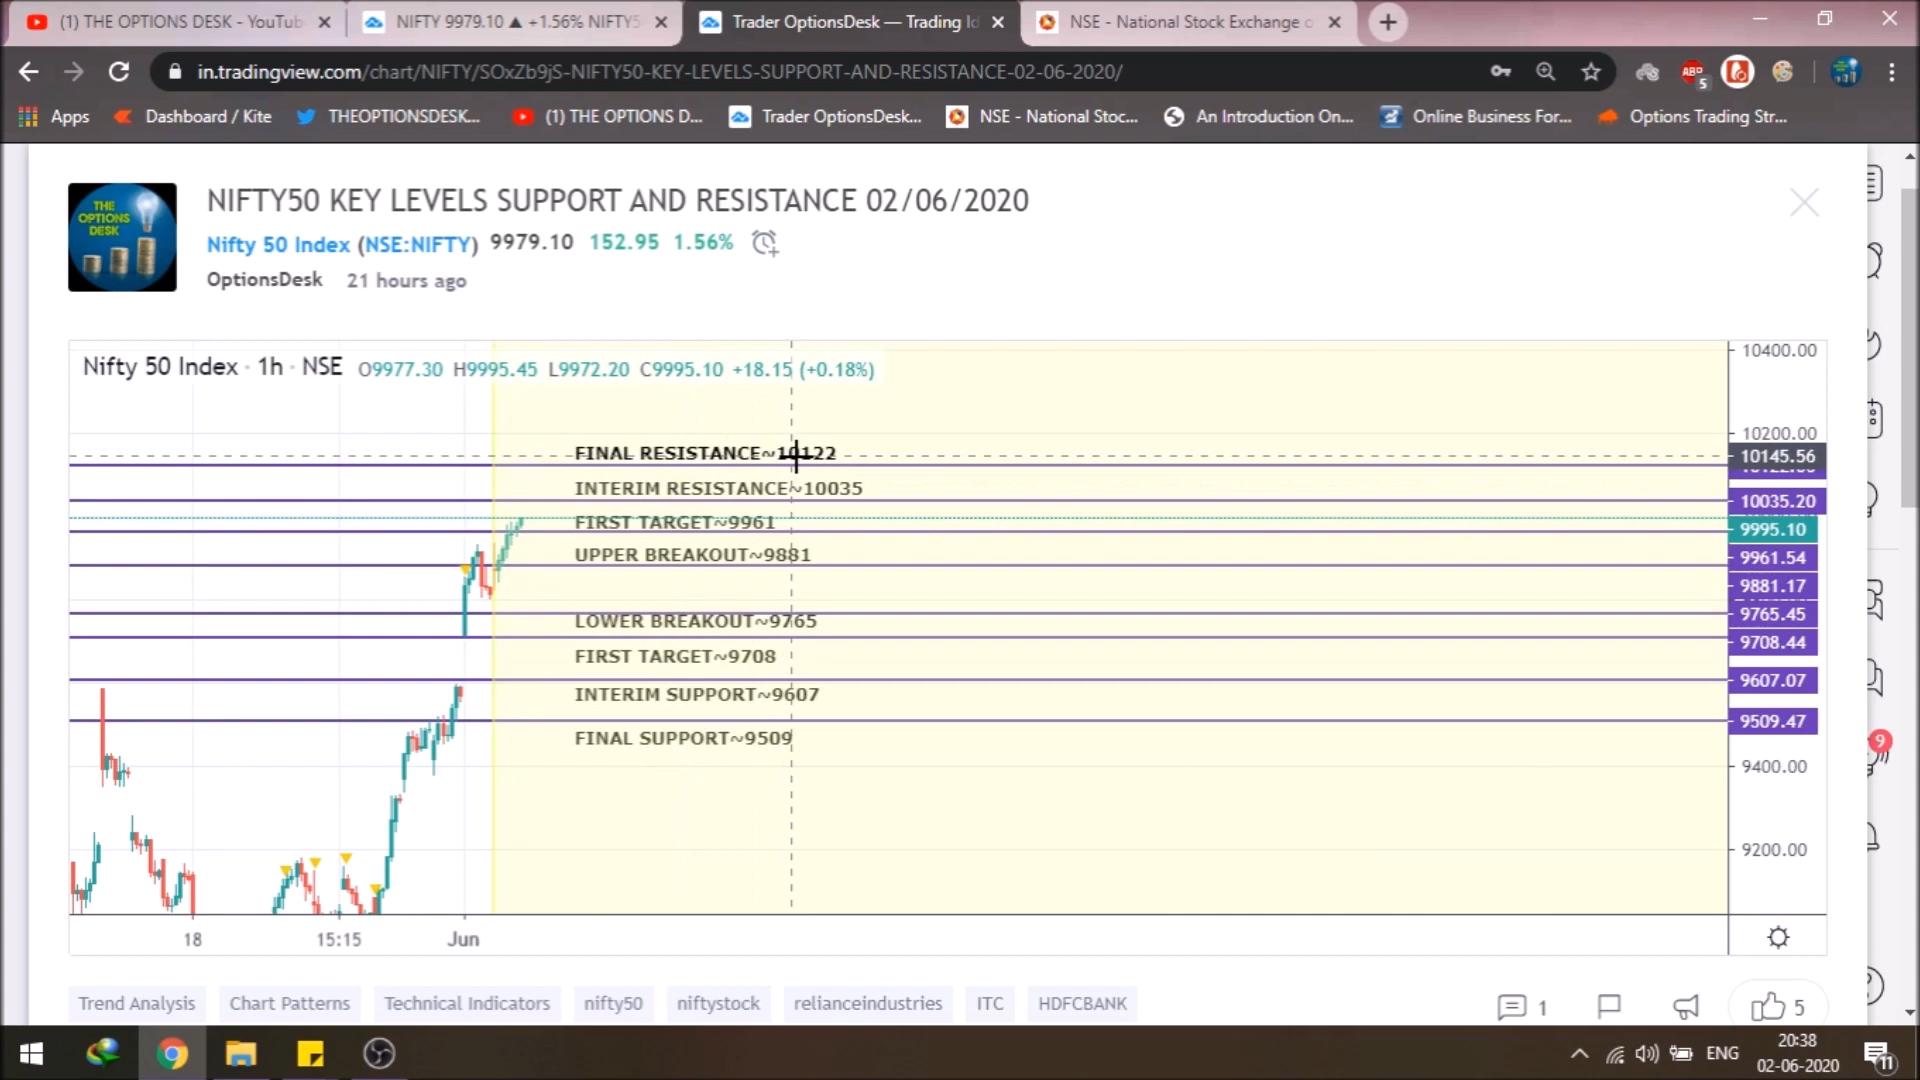 (1) THE OPTIONS DESK - YouTub
NIFTY 9979.10 ▲ +1.56% NIFTY5
Trader OptionsDesk — Trading Id
NSE - National Stock Exchange o
in.tradingview.com/chart/NIFTY/SOxZb9jS-NIFTY50-KEY-LEVELS-SUPPORT-AND-RESISTANCE-02-06-2020/
ABP
5
Apps
Dashboard / Kite
THEOPTIONSDESK...
(1) THE OPTIONS D...
Trader OptionsDesk...
NSE - National Stoc...
An Introduction On...
Online Business For...
Options Trading Str...
THE
OPTIONS
DESK
NIFTY50 KEY LEVELS SUPPORT AND RESISTANCE 02/06/2020
Nifty 50 Index (NSE:NIFTY) 9979.10 152.95 1.56%
OptionsDesk 21 hours ago
Nifty 50 Index · 1h · NSE O9977.30 H9995.45 L9972.20 C9995.10 +18.15 (+0.18%)
10400.00
10200.00
FINAL RESISTANCE~10122
10145.56
INTERIM RESISTANCE~10035
10035.20
FIRST TARGET~9961
9995.10
UPPER BREAKOUT~9881
9961.54
9881.17
LOWER BREAKOUT~9765
9765.45
9708.44
FIRST TARGET~9708
INTERIM SUPPORT~9607
9607.07
9509.47
FINAL SUPPORT~9509
9
9400.00
9200.00
18
15:15
Jun
Trend Analysis
Chart Patterns
Technical Indicators
nifty50
niftystock
relianceindustries
ITC
HDFCBANK
1
5
ENG
20:38
02-06-2020
11